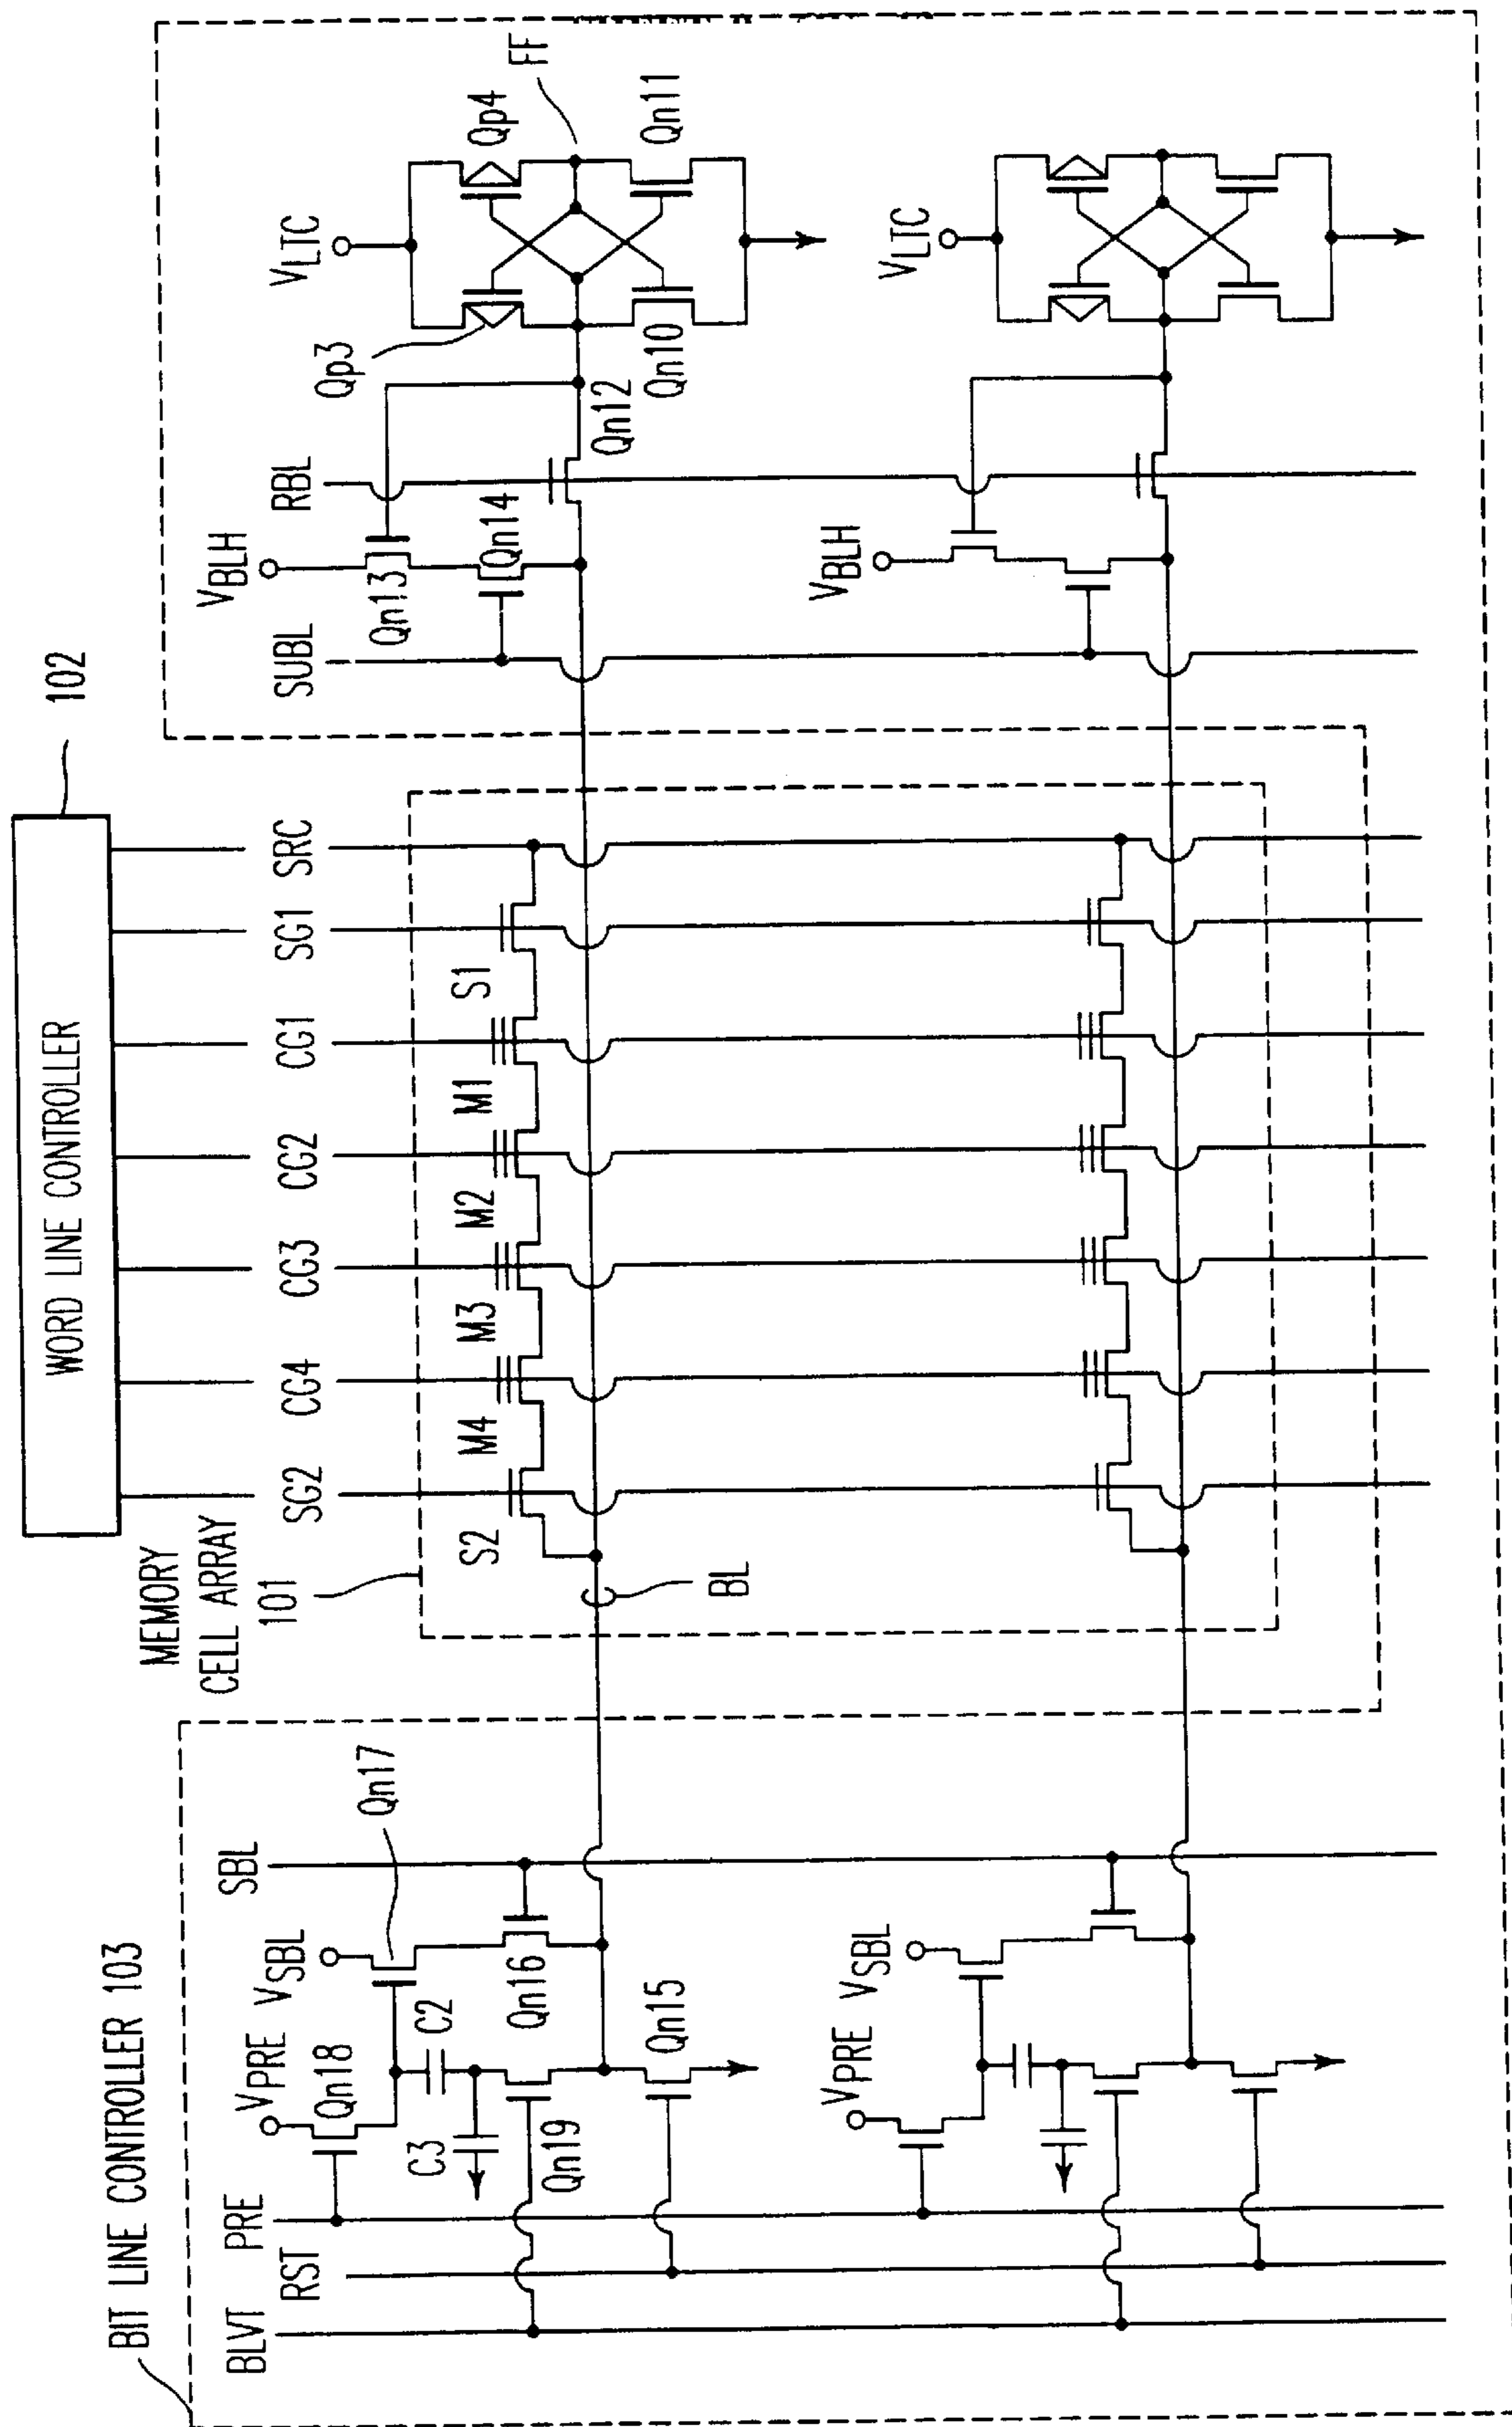 WORD LINE CONTROLLER
102
MEMORY
CELL ARRAY
101
BIT LINE CONTROLLER 103
BLVT
RST
PRE
VPRE
VSBL
SBL
SG2
CG4
CG3
CG2
CG1
SG1
SRC
SUBL
VBLH
RBL
VLTC
Qn18
Qn17
C3
C2
Qn19
Qn16
Qn15
S2
M4
M3
M2
M1
S1
BL
Qn13
Qn14
Qn12
Qp3
Qp4
Qn10
Qn11
FF
VPRE
VSBL
VBLH
VLTC